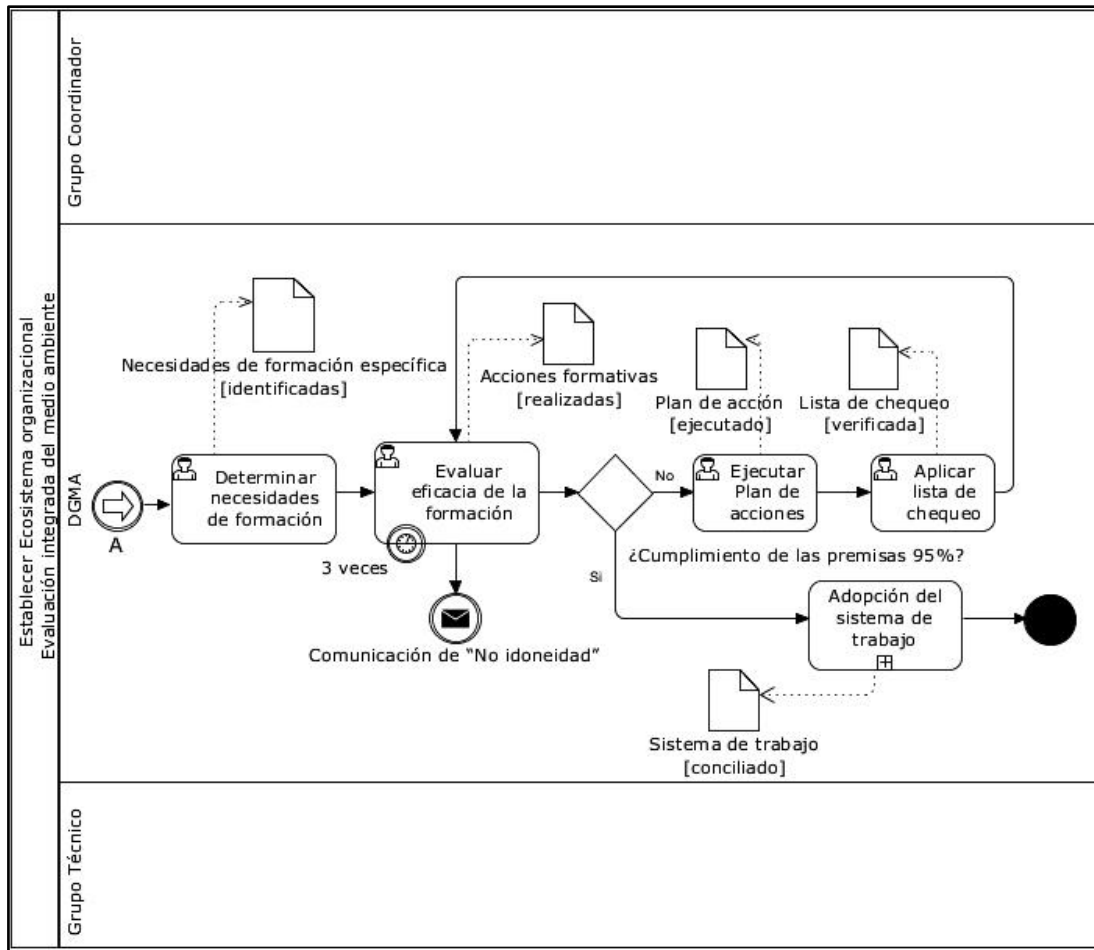 Establecer Ecosistema organizacional
Evaluación integrada del medio ambiente
Grupo Coordinador
DGMA
Grupo Técnico
A
Necesidades de formación específica
[identificadas]
Determinar
necesidades
de formación
Acciones formativas
[realizadas]
Evaluar
eficacia de la
formación
3 veces
Comunicación de “No idoneidad”
No
Si
¿Cumplimiento de las premisas 95%?
Plan de acción
[ejecutado]
Ejecutar
Plan de
acciones
Lista de chequeo
[verificada]
Aplicar
lista de
chequeo
Adopción del
sistema de
trabajo
Sistema de trabajo
[conciliado]